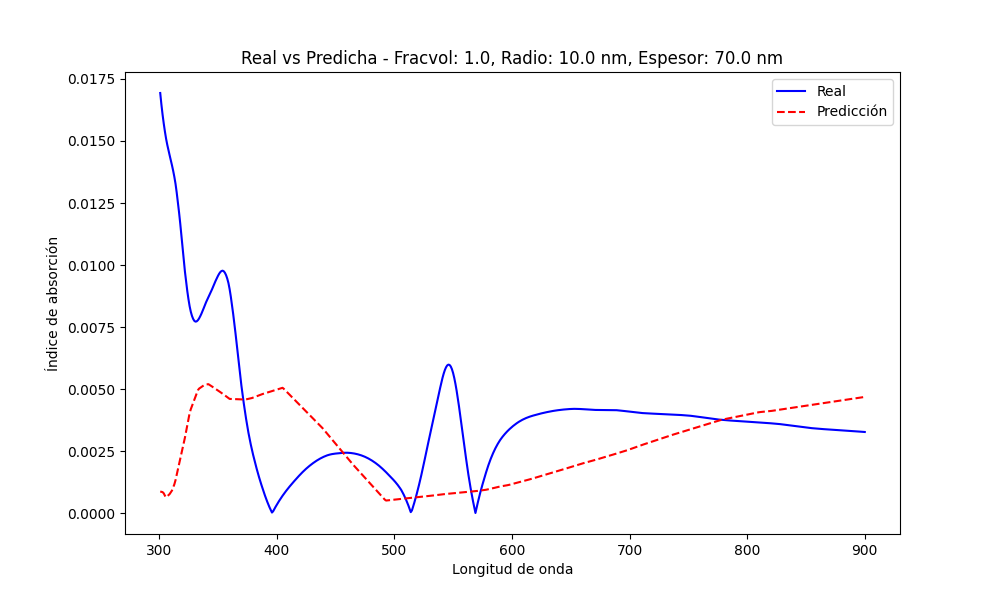 Real vs Predicha - Fracvol: 1.0, Radio: 10.0 nm, Espesor: 70.0 nm
Real
Predicción
Índice de absorción
0.0175
0.0150
0.0125
0.0100
0.0075
0.0050
0.0025
0.0000
300 400 500 600 700 800 900
Longitud de onda